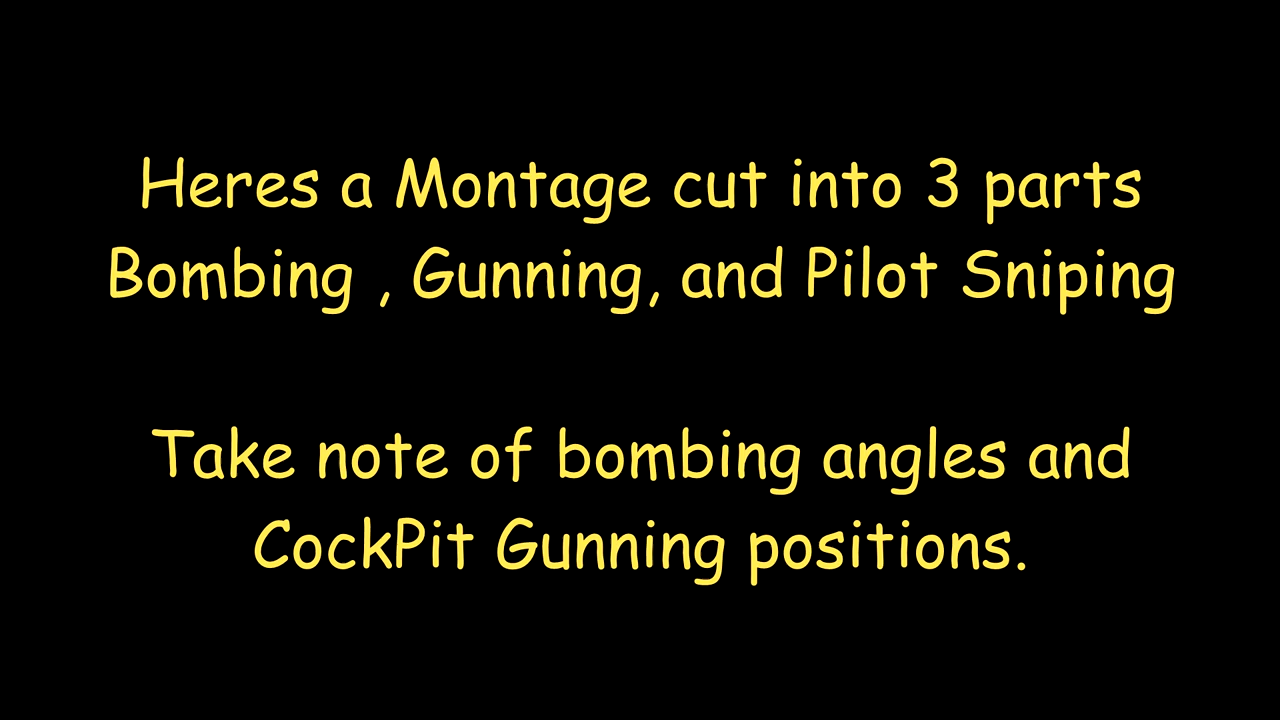 Heres a Montage cut into 3 parts
Bombing , Gunning, and Pilot Sniping
Take note of bombing angles and
CockPit Gunning positions.